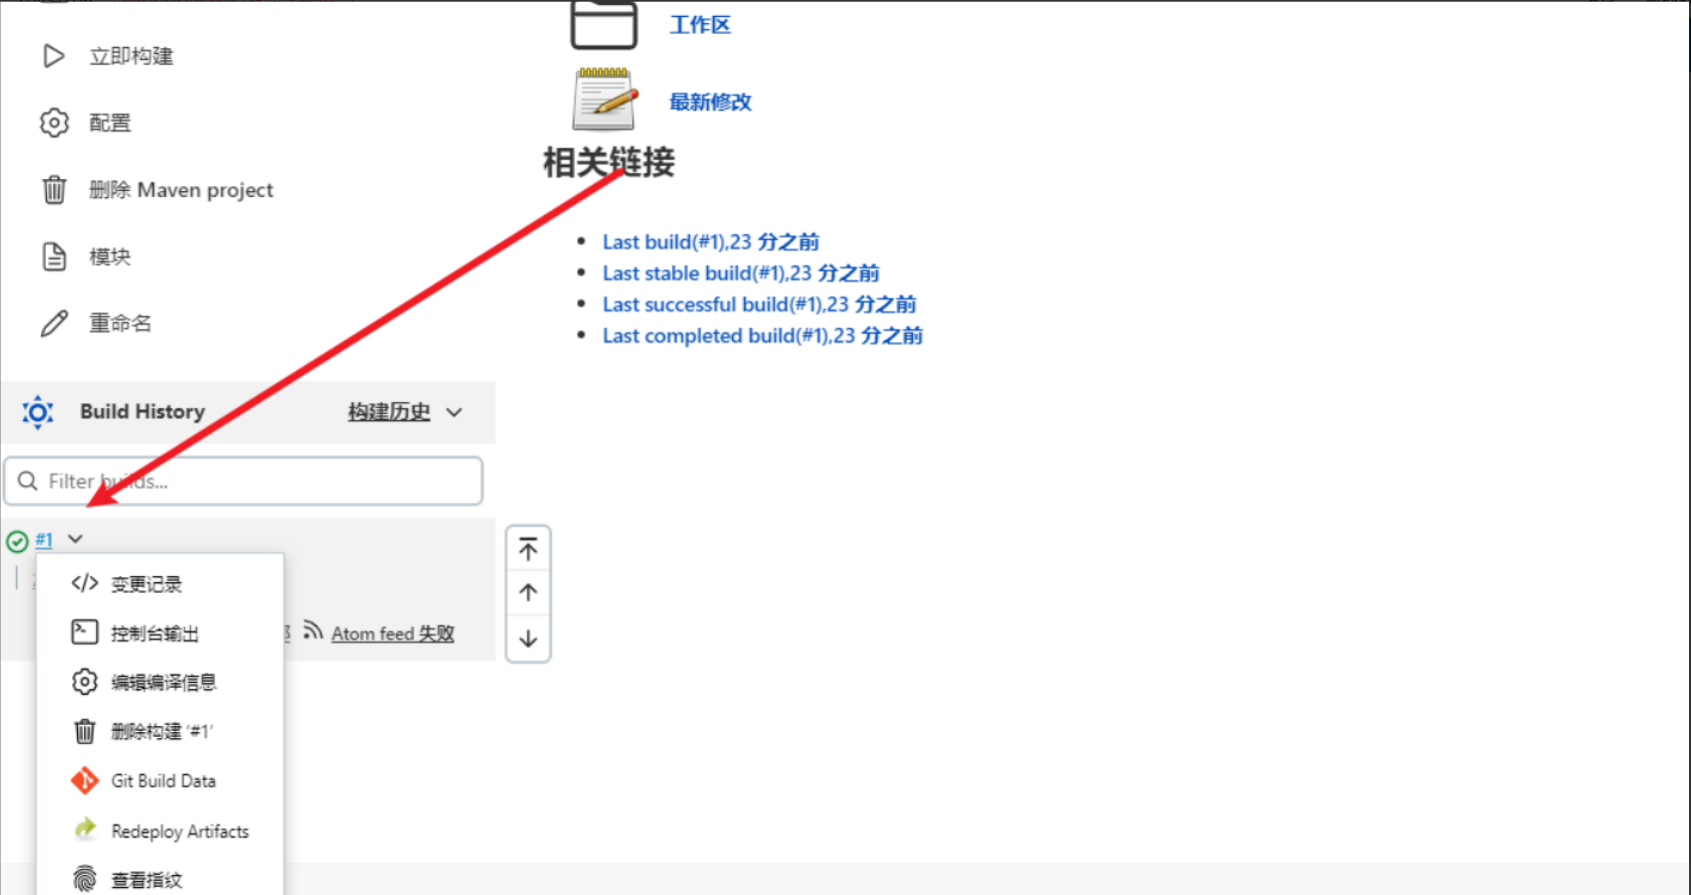 立即构建
配置
删除 Maven project
模块
重命名
工作区
最新修改
相关链接
Last build(#1),23 分之前
Last stable build(#1),23 分之前
Last successful build(#1),23 分之前
Last completed build(#1),23 分之前
Build History
构建历史
Filter builds...
#1
变更记录
控制台输出
编辑编译信息
删除构建 '#1'
Git Build Data
Redeploy Artifacts
查看指纹
Atom feed 失败